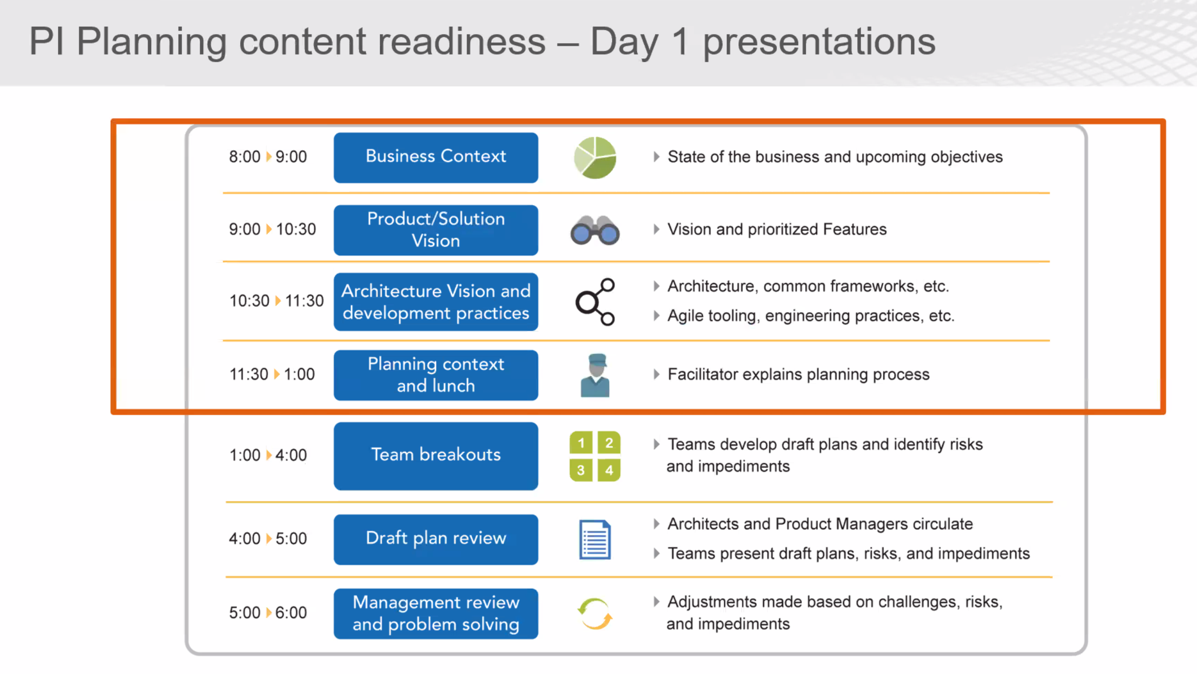 PI Planning content readiness – Day 1 presentations
8:00 9:00
Business Context
State of the business and upcoming objectives
9:00 10:30
Product/Solution
Vision
Vision and prioritized Features
10:30 11:30
Architecture Vision and
development practices
Architecture, common frameworks, etc.
Agile tooling, engineering practices, etc.
11:30 1:00
Planning context
and lunch
Facilitator explains planning process
1:00 4:00
Team breakouts
1 2
3 4
Teams develop draft plans and identify risks
and impediments
4:00 5:00
Draft plan review
Architects and Product Managers circulate
Teams present draft plans, risks, and impediments
5:00 6:00
Management review
and problem solving
Adjustments made based on challenges, risks,
and impediments